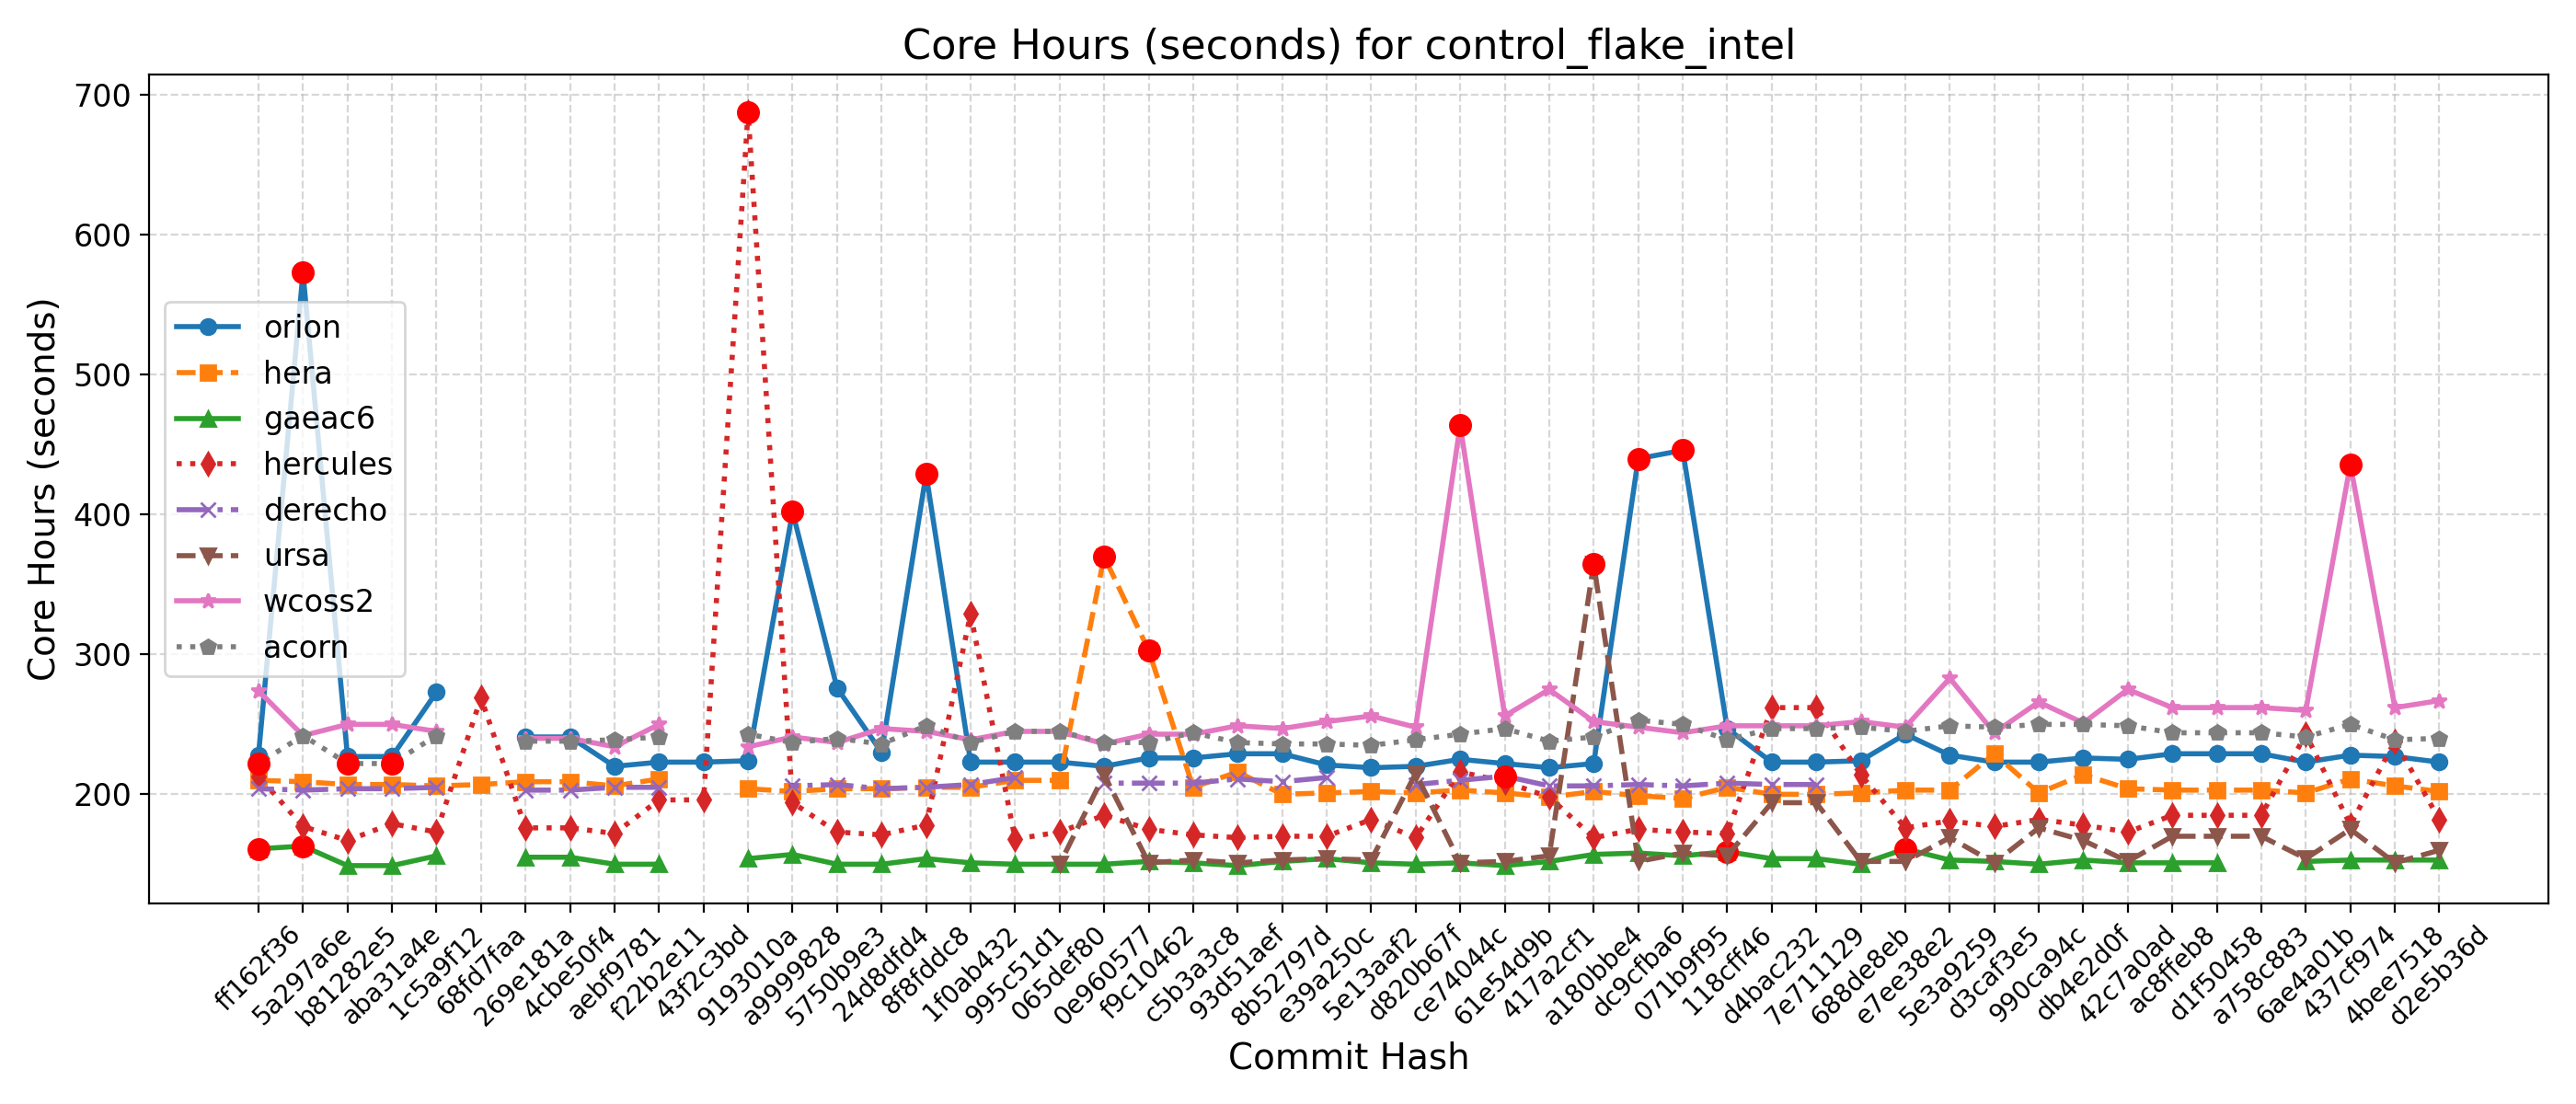 Core Hours (seconds) for control_flake_intel
Core Hours (seconds)
700
600
500
400
300
200
orion
hera
gaeac6
hercules
derecho
ursa
wcoss2
acorn
ff162f36
5a297a6e
b81282e5
aba31a4e
1c5a9f12
68fd7faa
269e181a
4cbe50f4
aebf9781
f22b2e11
43f2c3bd
9193010a
a9999828
5750b9e3
24d8dfd4
8f8fddc8
1f0ab432
995c51d1
065def80
0e960577
f9c10462
c5b3a3c8
93d51aef
8b52797d
e39a250c
5e13aaf2
d820b67f
ce74044c
61e54d9b
417a2cf1
a180bbe4
dc9cfba6
071b9f95
118cff46
d4bac232
7e711129
688de8eb
e7ee38e2
5e3a9259
d3caf3e5
990ca94c
db4e2d0f
42c7a0ad
ac8ffeb8
d1f50458
a758c883
6ae4a01b
437cf974
4bee7518
d2e5b36d
Commit Hash